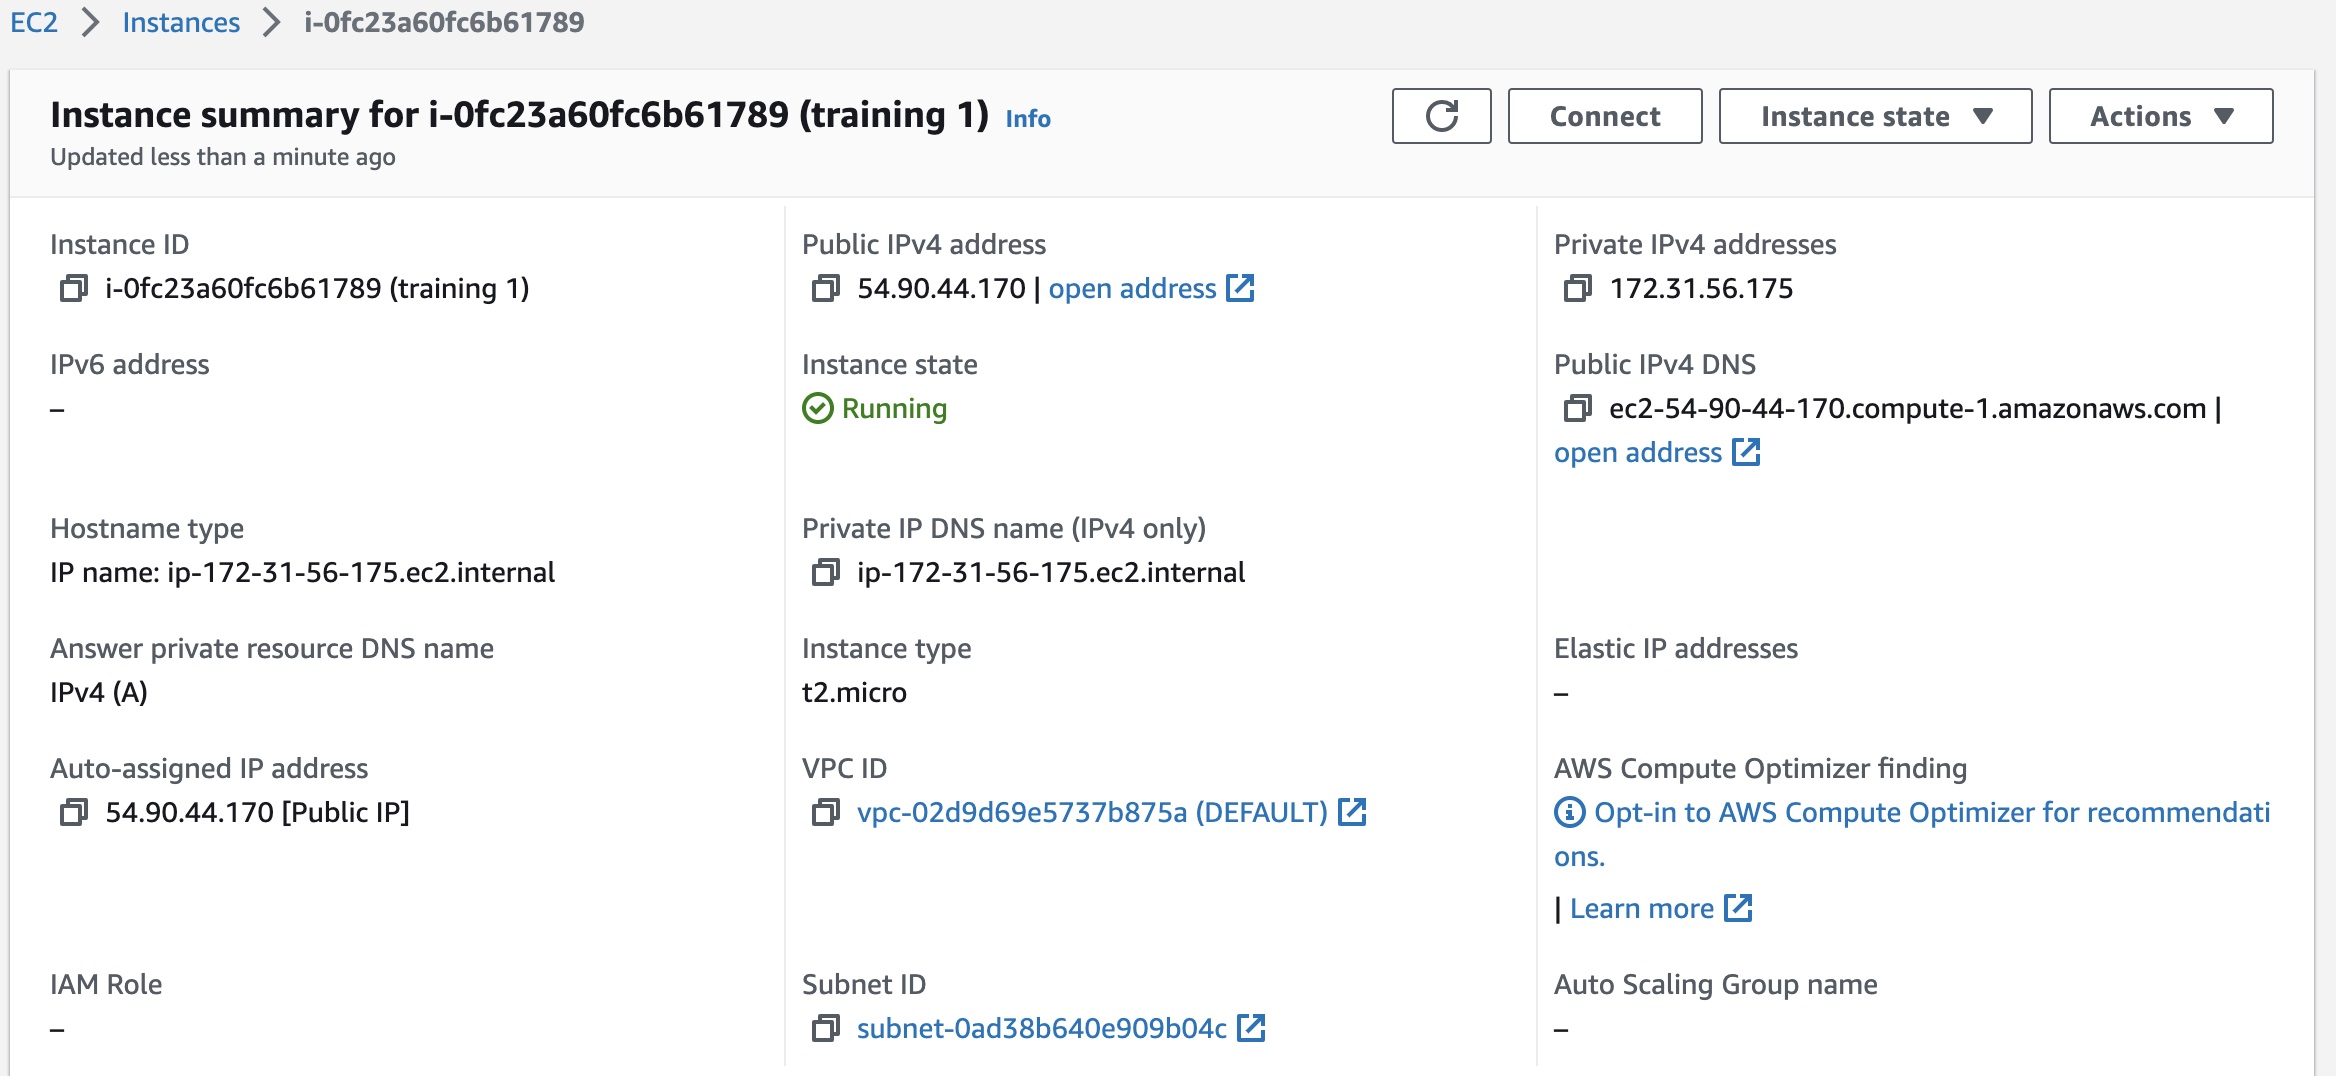 EC2 > Instances > i-0fc23a60fc6b61789
Instance summary for i-0fc23a60fc6b61789 (training 1) Info
Updated less than a minute ago
Connect
Instance state
Actions
Instance ID
i-0fc23a60fc6b61789 (training 1)
Public IPv4 address
54.90.44.170 | open address
Private IPv4 addresses
172.31.56.175
IPv6 address
–
Instance state
Running
Public IPv4 DNS
ec2-54-90-44-170.compute-1.amazonaws.com |
open address
Hostname type
IP name: ip-172-31-56-175.ec2.internal
Private IP DNS name (IPv4 only)
ip-172-31-56-175.ec2.internal
Answer private resource DNS name
IPv4 (A)
Instance type
t2.micro
Elastic IP addresses
–
Auto-assigned IP address
54.90.44.170 [Public IP]
VPC ID
vpc-02d9d69e5737b875a (DEFAULT)
AWS Compute Optimizer finding
Opt-in to AWS Compute Optimizer for recommendati
ons.
| Learn more
IAM Role
–
Subnet ID
subnet-0ad38b640e909b04c
Auto Scaling Group name
–